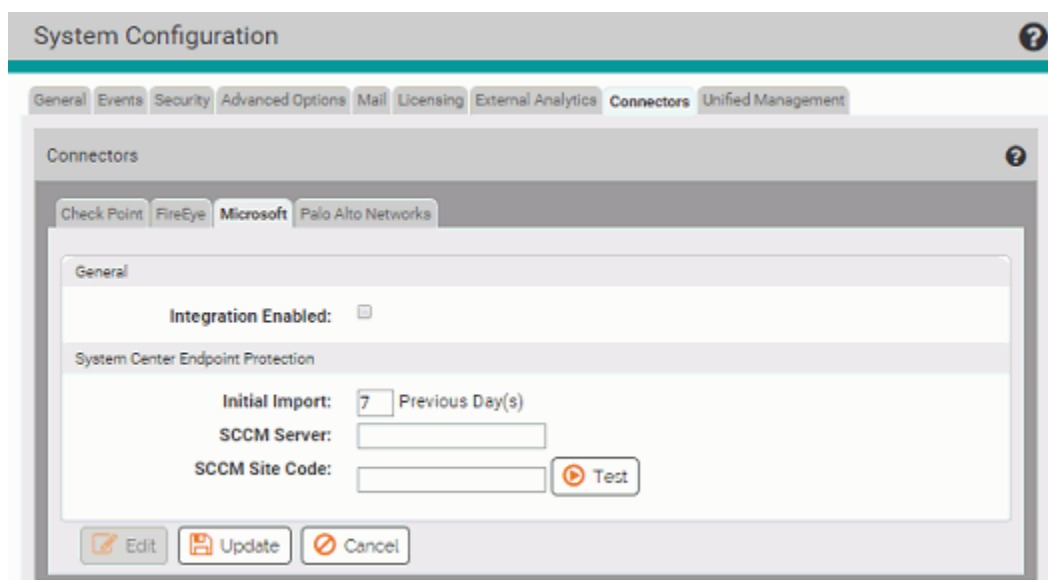 System Configuration
General Events Security Advanced Options Mail Licensing External Analytics Connectors Unified Management
Connectors
Check Point FireEye Microsoft Palo Alto Networks
General
Integration Enabled:
System Center Endpoint Protection
Initial Import: 7 Previous Day(s)
SCCM Server:
SCCM Site Code: Test
Edit Update Cancel